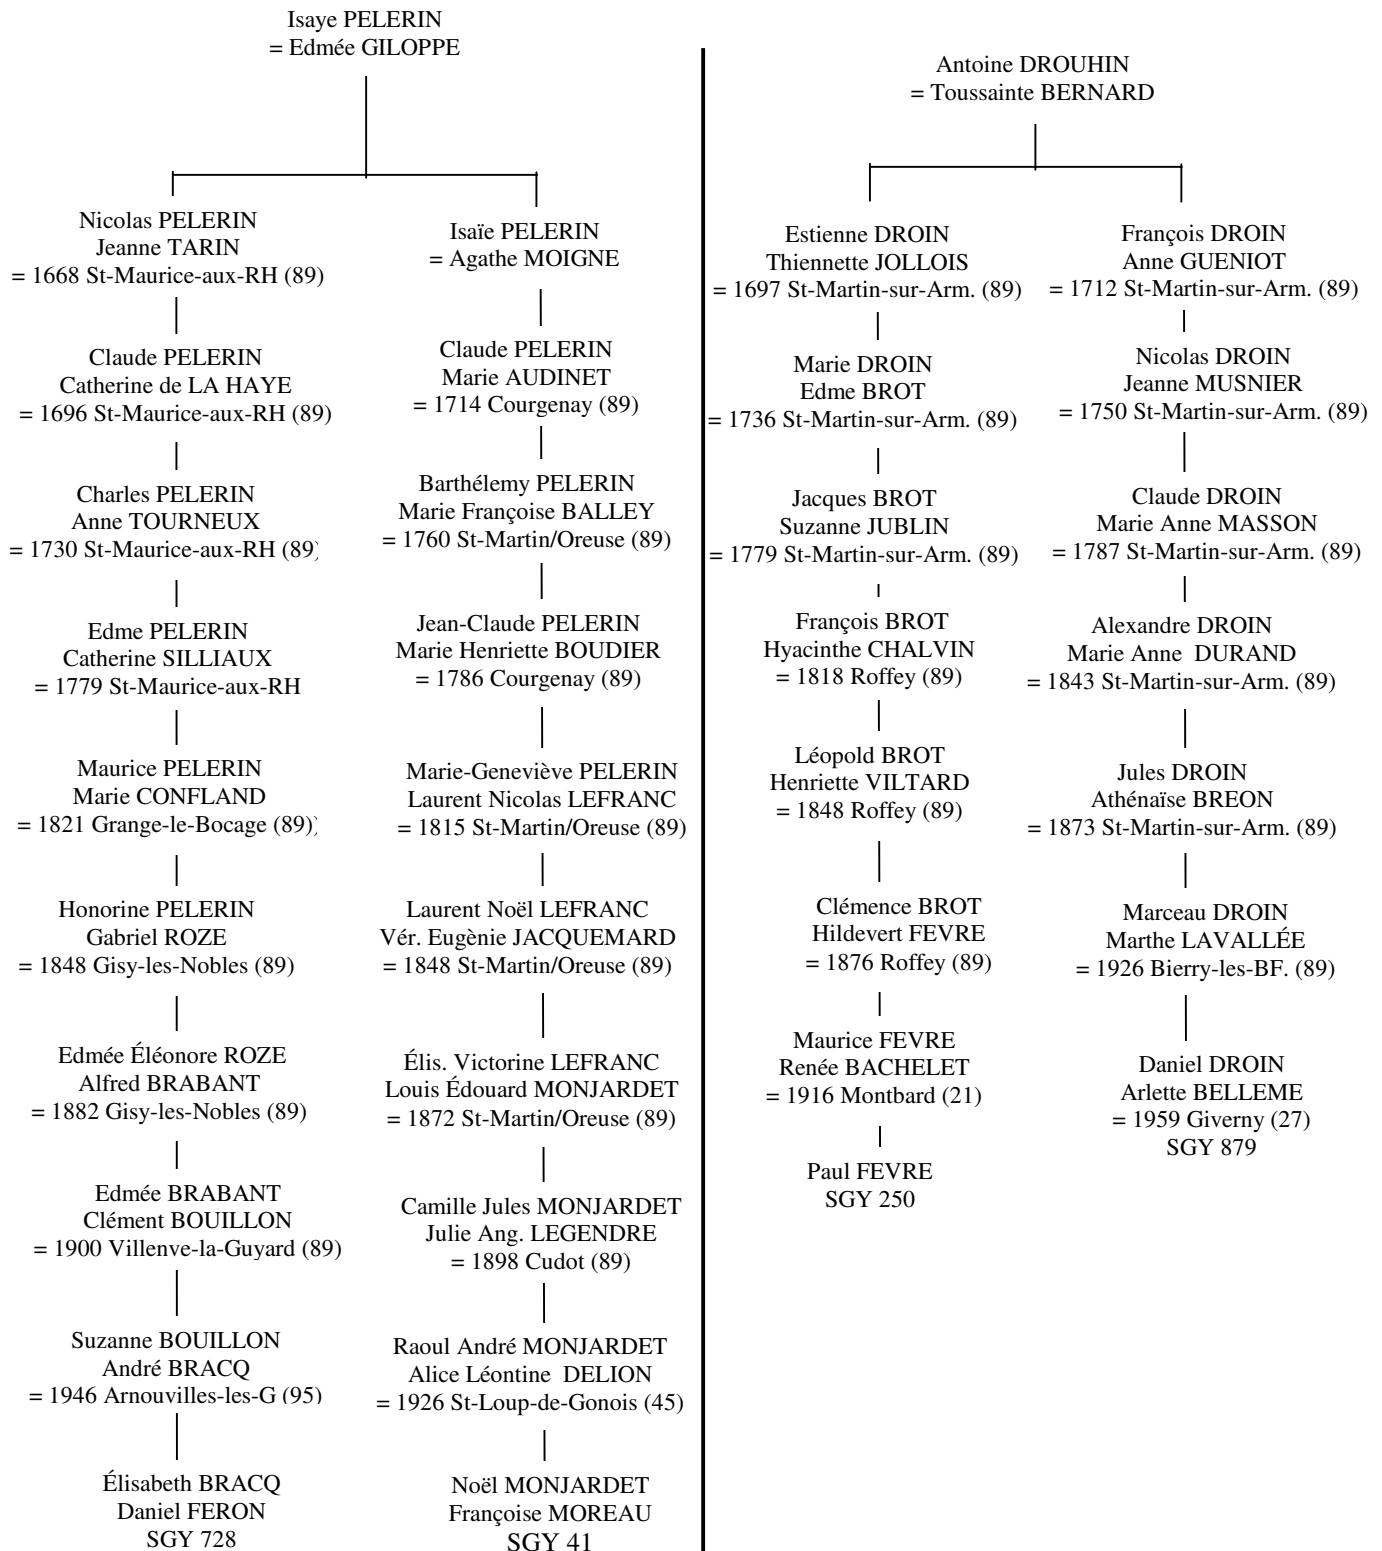 Isaye PELERIN
= Edmée GILOPPE
Nicolas PELERIN
Jeanne TARIN
= 1668 St-Maurice-aux-RH (89)
Claude PELERIN
Catherine de LA HAYE
= 1696 St-Maurice-aux-RH (89)
Charles PELERIN
Anne TOURNEUX
= 1730 St-Maurice-aux-RH (89)
Edme PELERIN
Catherine SILLIAUX
= 1779 St-Maurice-aux-RH
Maurice PELERIN
Marie CONFLAND
= 1821 Grange-le-Bocage (89)
Honorine PELERIN
Gabriel ROZE
= 1848 Gisy-les-Nobles (89)
Edmée Éléonore ROZE
Alfred BRABANT
= 1882 Gisy-les-Nobles (89)
Edmée BRABANT
Clément BOUILLON
= 1900 Villenve-la-Guyard (89)
Suzanne BOUILLON
André BRACQ
= 1946 Arnouvilles-les-G (95)
Élisabeth BRACQ
Daniel FERON
SGY 728
Isaïe PELERIN
= Agathe MOIGNE
Claude PELERIN
Marie AUDINET
= 1714 Courgenay (89)
Barthélemy PELERIN
Marie Françoise BALLEY
= 1760 St-Martin/Oreuse (89)
Jean-Claude PELERIN
Marie Henriette BOUDIER
= 1786 Courgenay (89)
Marie-Geneviève PELERIN
Laurent Nicolas LEFRANC
= 1815 St-Martin/Oreuse (89)
Laurent Noël LEFRANC
Vér. Eugènie JACQUEMARD
= 1848 St-Martin/Oreuse (89)
Élis. Victorine LEFRANC
Louis Édouard MONJARDET
= 1872 St-Martin/Oreuse (89)
Camille Jules MONJARDET
Julie Ang. LEGENDRE
= 1898 Cudot (89)
Raoul André MONJARDET
Alice Léontine DELION
= 1926 St-Loup-de-Gonois (45)
Noël MONJARDET
Françoise MOREAU
SGY 41
Antoine DROUHIN
= Toussainte BERNARD
Estienne DROIN
Thiennette JOLLOIS
= 1697 St-Martin-sur-Arm. (89)
Marie DROIN
Edme BROT
= 1736 St-Martin-sur-Arm. (89)
Jacques BROT
Suzanne JUBLIN
= 1779 St-Martin-sur-Arm. (89)
François BROT
Hyacinthe CHALVIN
= 1818 Roffey (89)
Léopold BROT
Henriette VILTARD
= 1848 Roffey (89)
Clémence BROT
Hildevert FEVRE
= 1876 Roffey (89)
Maurice FEVRE
Renée BACHELET
= 1916 Montbard (21)
Paul FEVRE
SGY 250
François DROIN
Anne GUENIOT
= 1712 St-Martin-sur-Arm. (89)
Nicolas DROIN
Jeanne MUSNIER
= 1750 St-Martin-sur-Arm. (89)
Claude DROIN
Marie Anne MASSON
= 1787 St-Martin-sur-Arm. (89)
Alexandre DROIN
Marie Anne DURAND
= 1843 St-Martin-sur-Arm. (89)
Jules DROIN
Athénaïse BREON
= 1873 St-Martin-sur-Arm. (89)
Marceau DROIN
Marthe LAVALLÉE
= 1926 Bierry-les-BF. (89)
Daniel DROIN
Arlette BELLEME
= 1959 Giverny (27)
SGY 879